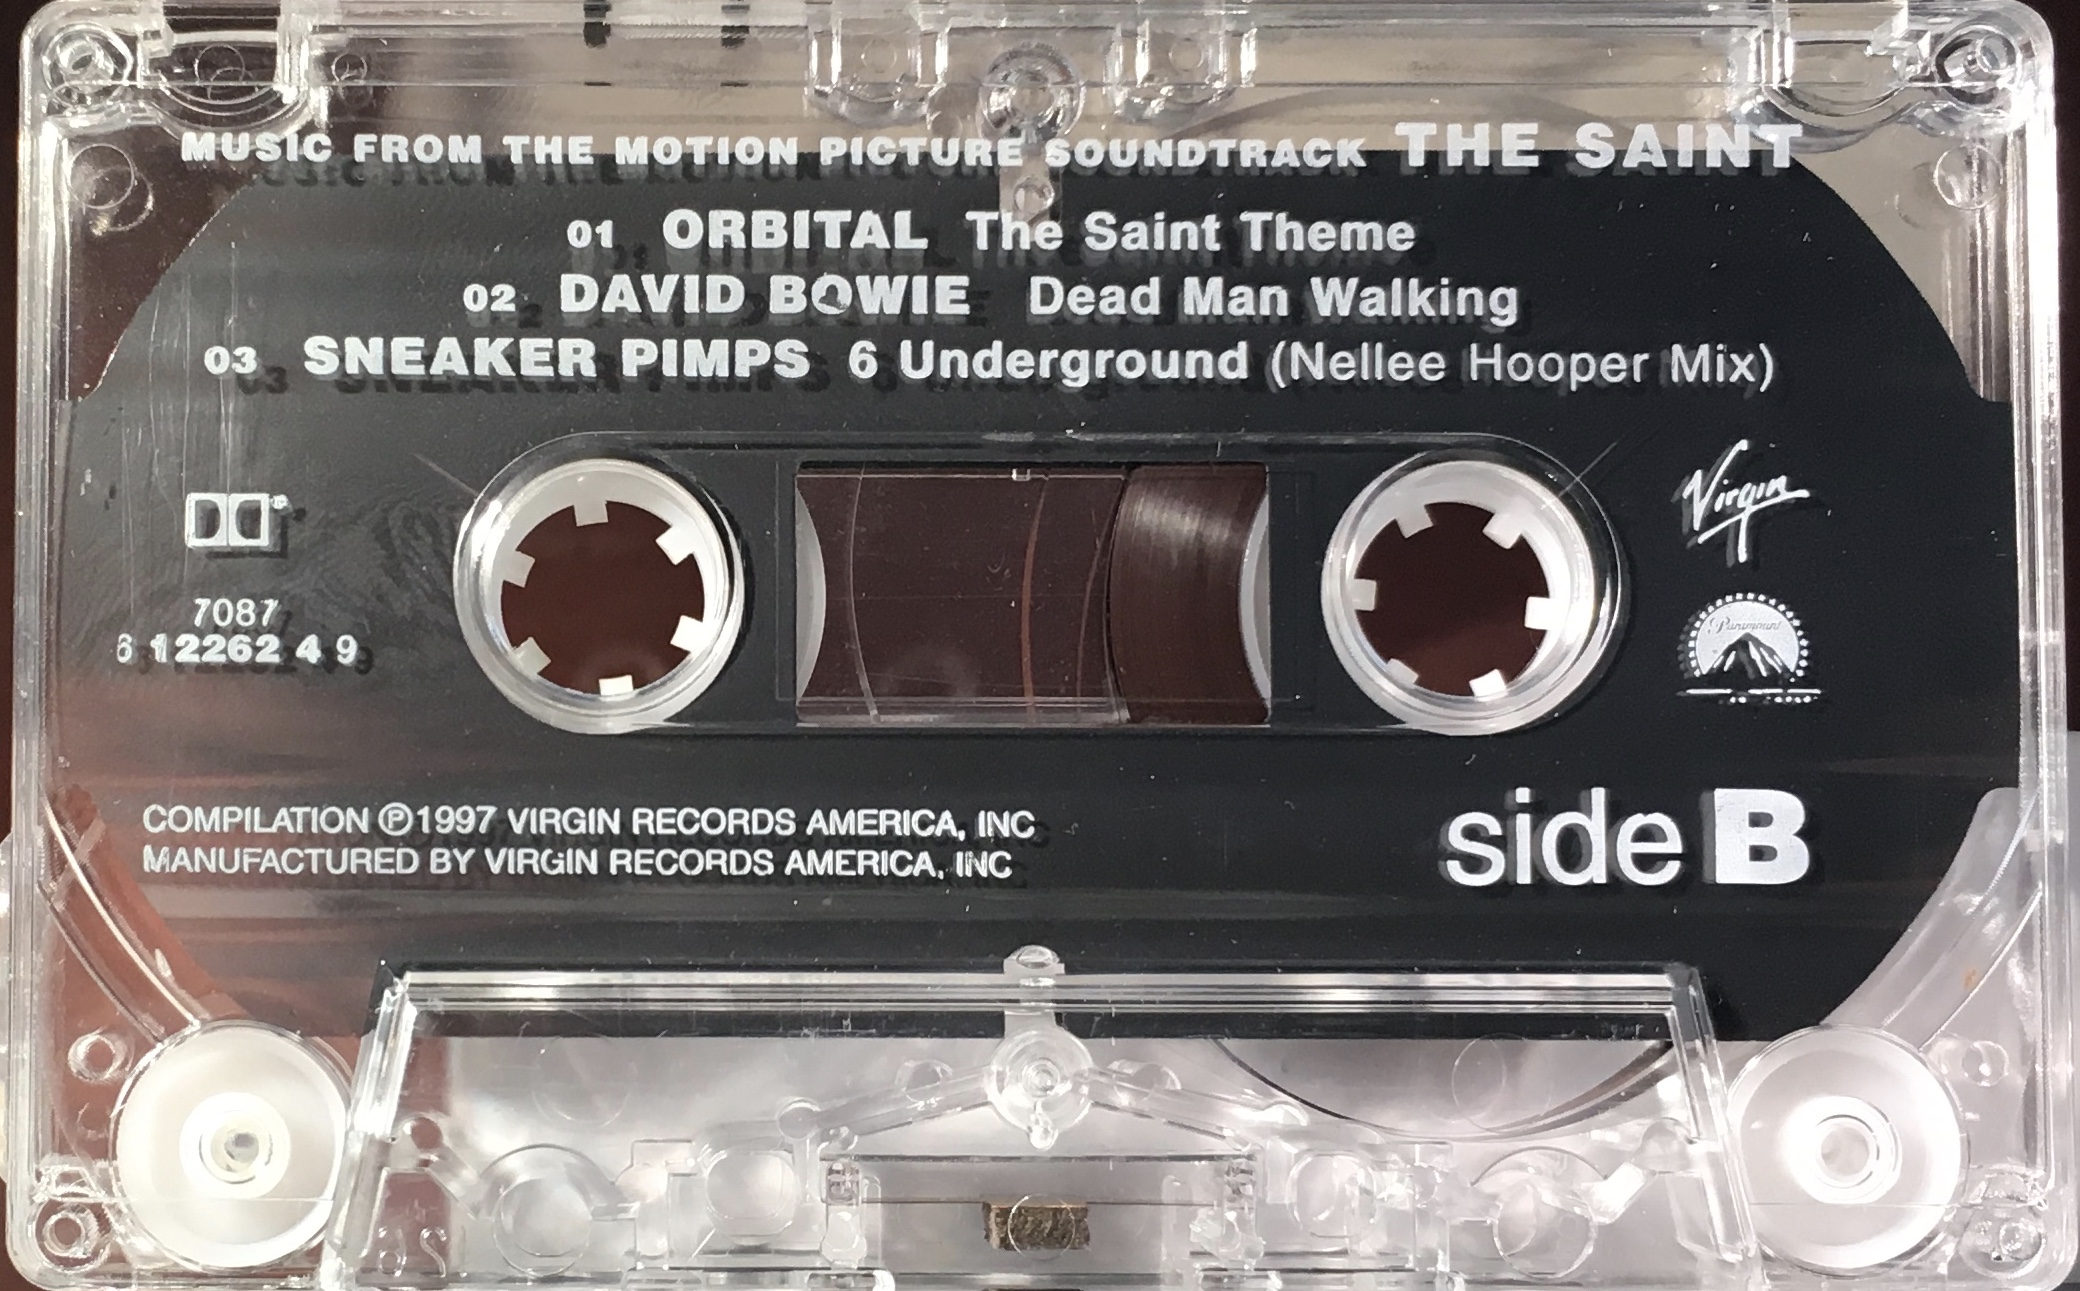 MUSIC FROM THE MOTION PICTURE SOUNDTRACK THE SAINT
01 ORBITAL The Saint Theme
02 DAVID BOWIE Dead Man Walking
03 SNEAKER PIMPS 6 Underground (Nellee Hooper Mix)
Virgin
7087
6 12262 4 9
Paramount
COMPILATION ℗1997 VIRGIN RECORDS AMERICA, INC
MANUFACTURED BY VIRGIN RECORDS AMERICA, INC
side B